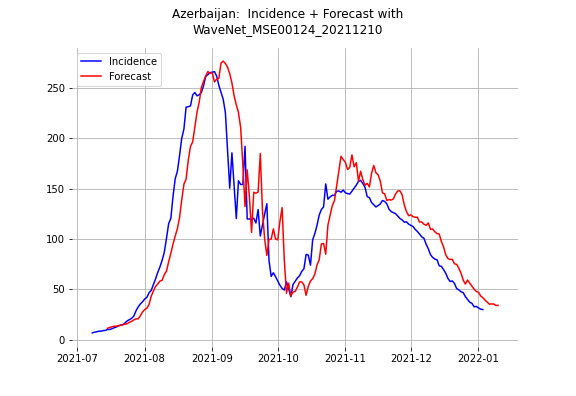 Azerbaijan:  Incidence + Forecast with
WaveNet_MSE00124_20211210
Incidence
Forecast
250
200
150
100
50
0
2021-07 2021-08 2021-09 2021-10 2021-11 2021-12 2022-01